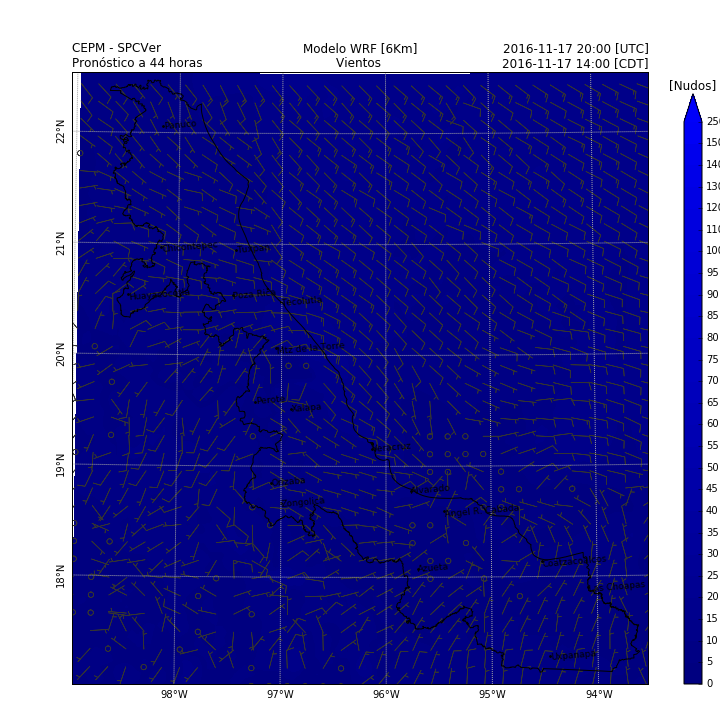 CEPM - SPCVer
Pronóstico a 44 horas
Modelo WRF [6Km]
Vientos
2016-11-17 20:00 [UTC]
2016-11-17 14:00 [CDT]
[Nudos]
250
150
140
130
120
110
100
95
90
85
80
75
70
65
60
55
50
45
40
35
30
25
20
15
10
5
0
22°N
21°N
20°N
19°N
18°N
98°W
97°W
96°W
95°W
94°W